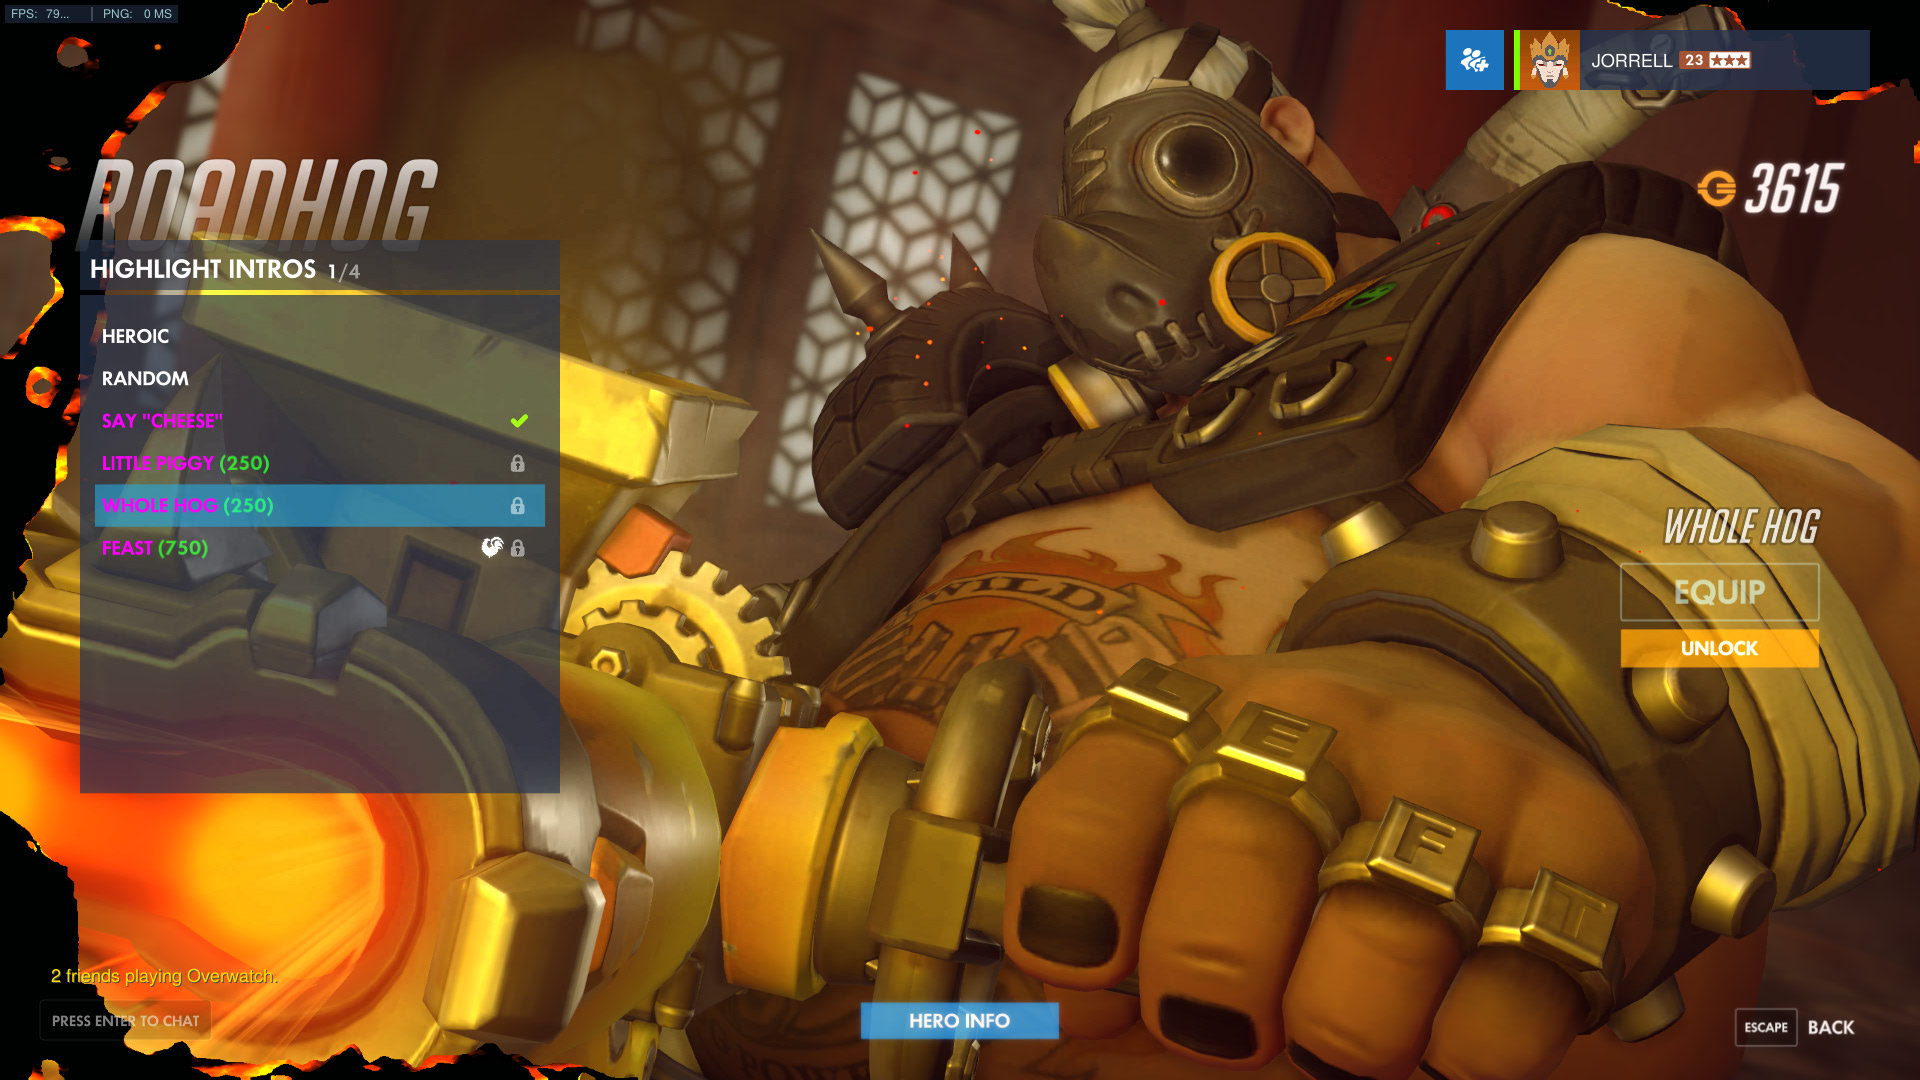 FPS: 79... | PNG: 0 MS
JORRELL 23
ROADHOG
3615
HIGHLIGHT INTROS 1/4
HEROIC
RANDOM
SAY "CHEESE"
LITTLE PIGGY (250)
WHOLE HOG (250)
FEAST (750)
WHOLE HOG
EQUIP
UNLOCK
WILD
L
E
F
T
2 friends playing Overwatch.
PRESS ENTER TO CHAT
HERO INFO
ESCAPE BACK